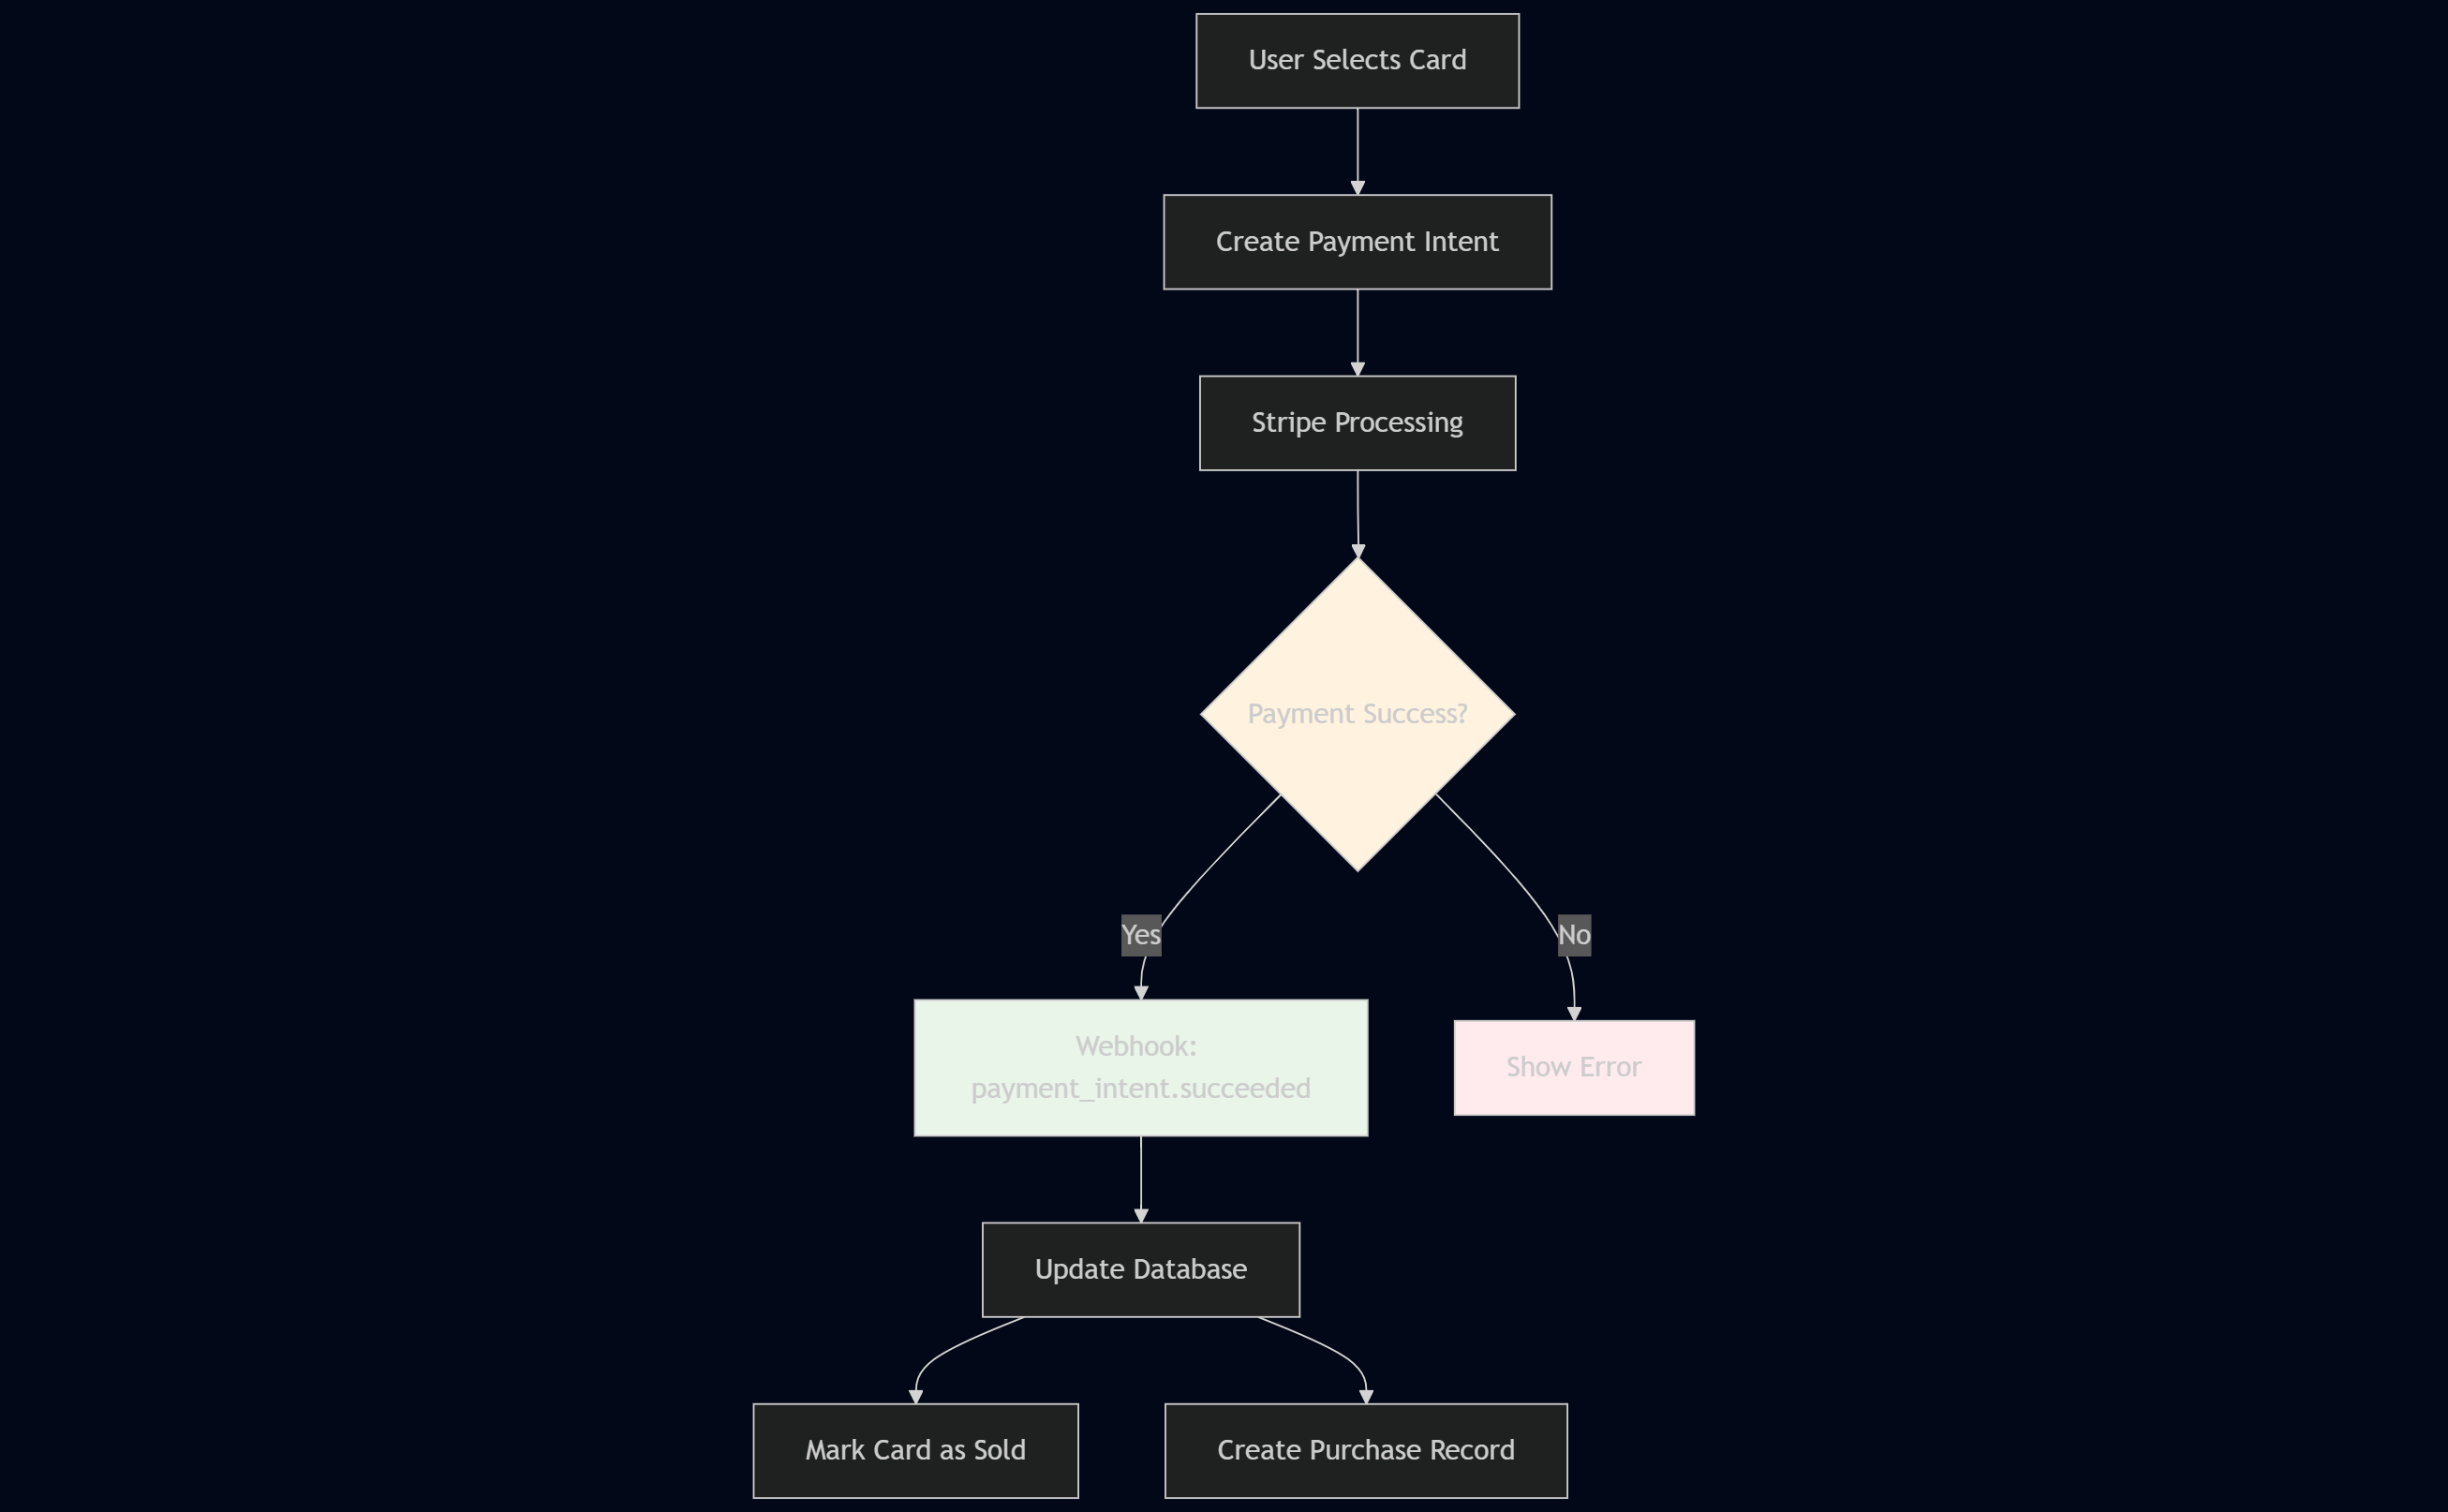 User Selects Card
Create Payment Intent
Stripe Processing
Payment Success?
Yes
No
Webhook:
payment_intent.succeeded
Show Error
Update Database
Mark Card as Sold
Create Purchase Record